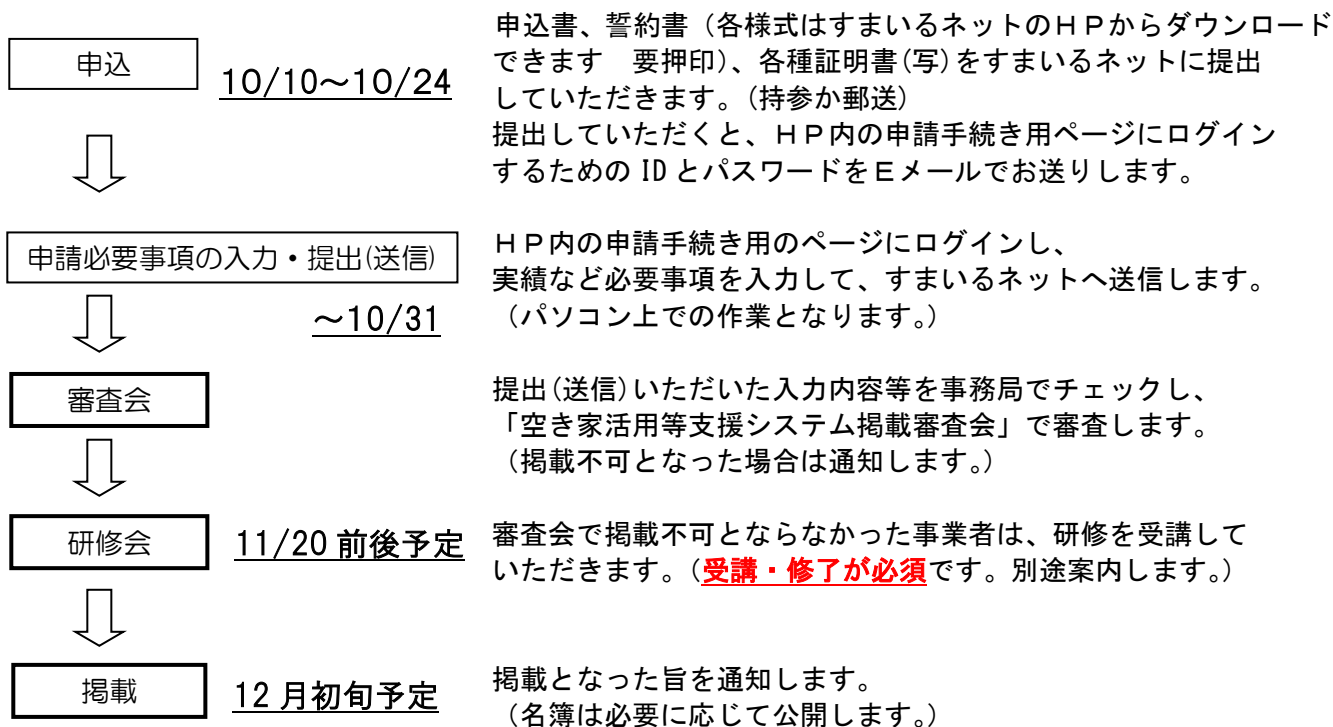 申込
10/10～10/24
申込書、誓約書（各様式はすまいるネットのＨＰからダウンロード
できます　要押印）、各種証明書(写)をすまいるネットに提出
していただきます。(持参か郵送)
提出していただくと、ＨＰ内の申請手続き用ページにログイン
するための ID とパスワードをＥメールでお送りします。
申請必要事項の入力・提出(送信)
～10/31
ＨＰ内の申請手続き用のページにログインし、
実績など必要事項を入力して、すまいるネットへ送信します。
（パソコン上での作業となります。）
審査会
提出(送信)いただいた入力内容等を事務局でチェックし、
「空き家活用等支援システム掲載審査会」で審査します。
（掲載不可となった場合は通知します。）
研修会
11/20 前後予定
審査会で掲載不可とならなかった事業者は、研修を受講して
いただきます。（受講・修了が必須です。別途案内します。）
掲載
12 月初旬予定
掲載となった旨を通知します。
（名簿は必要に応じて公開します。）